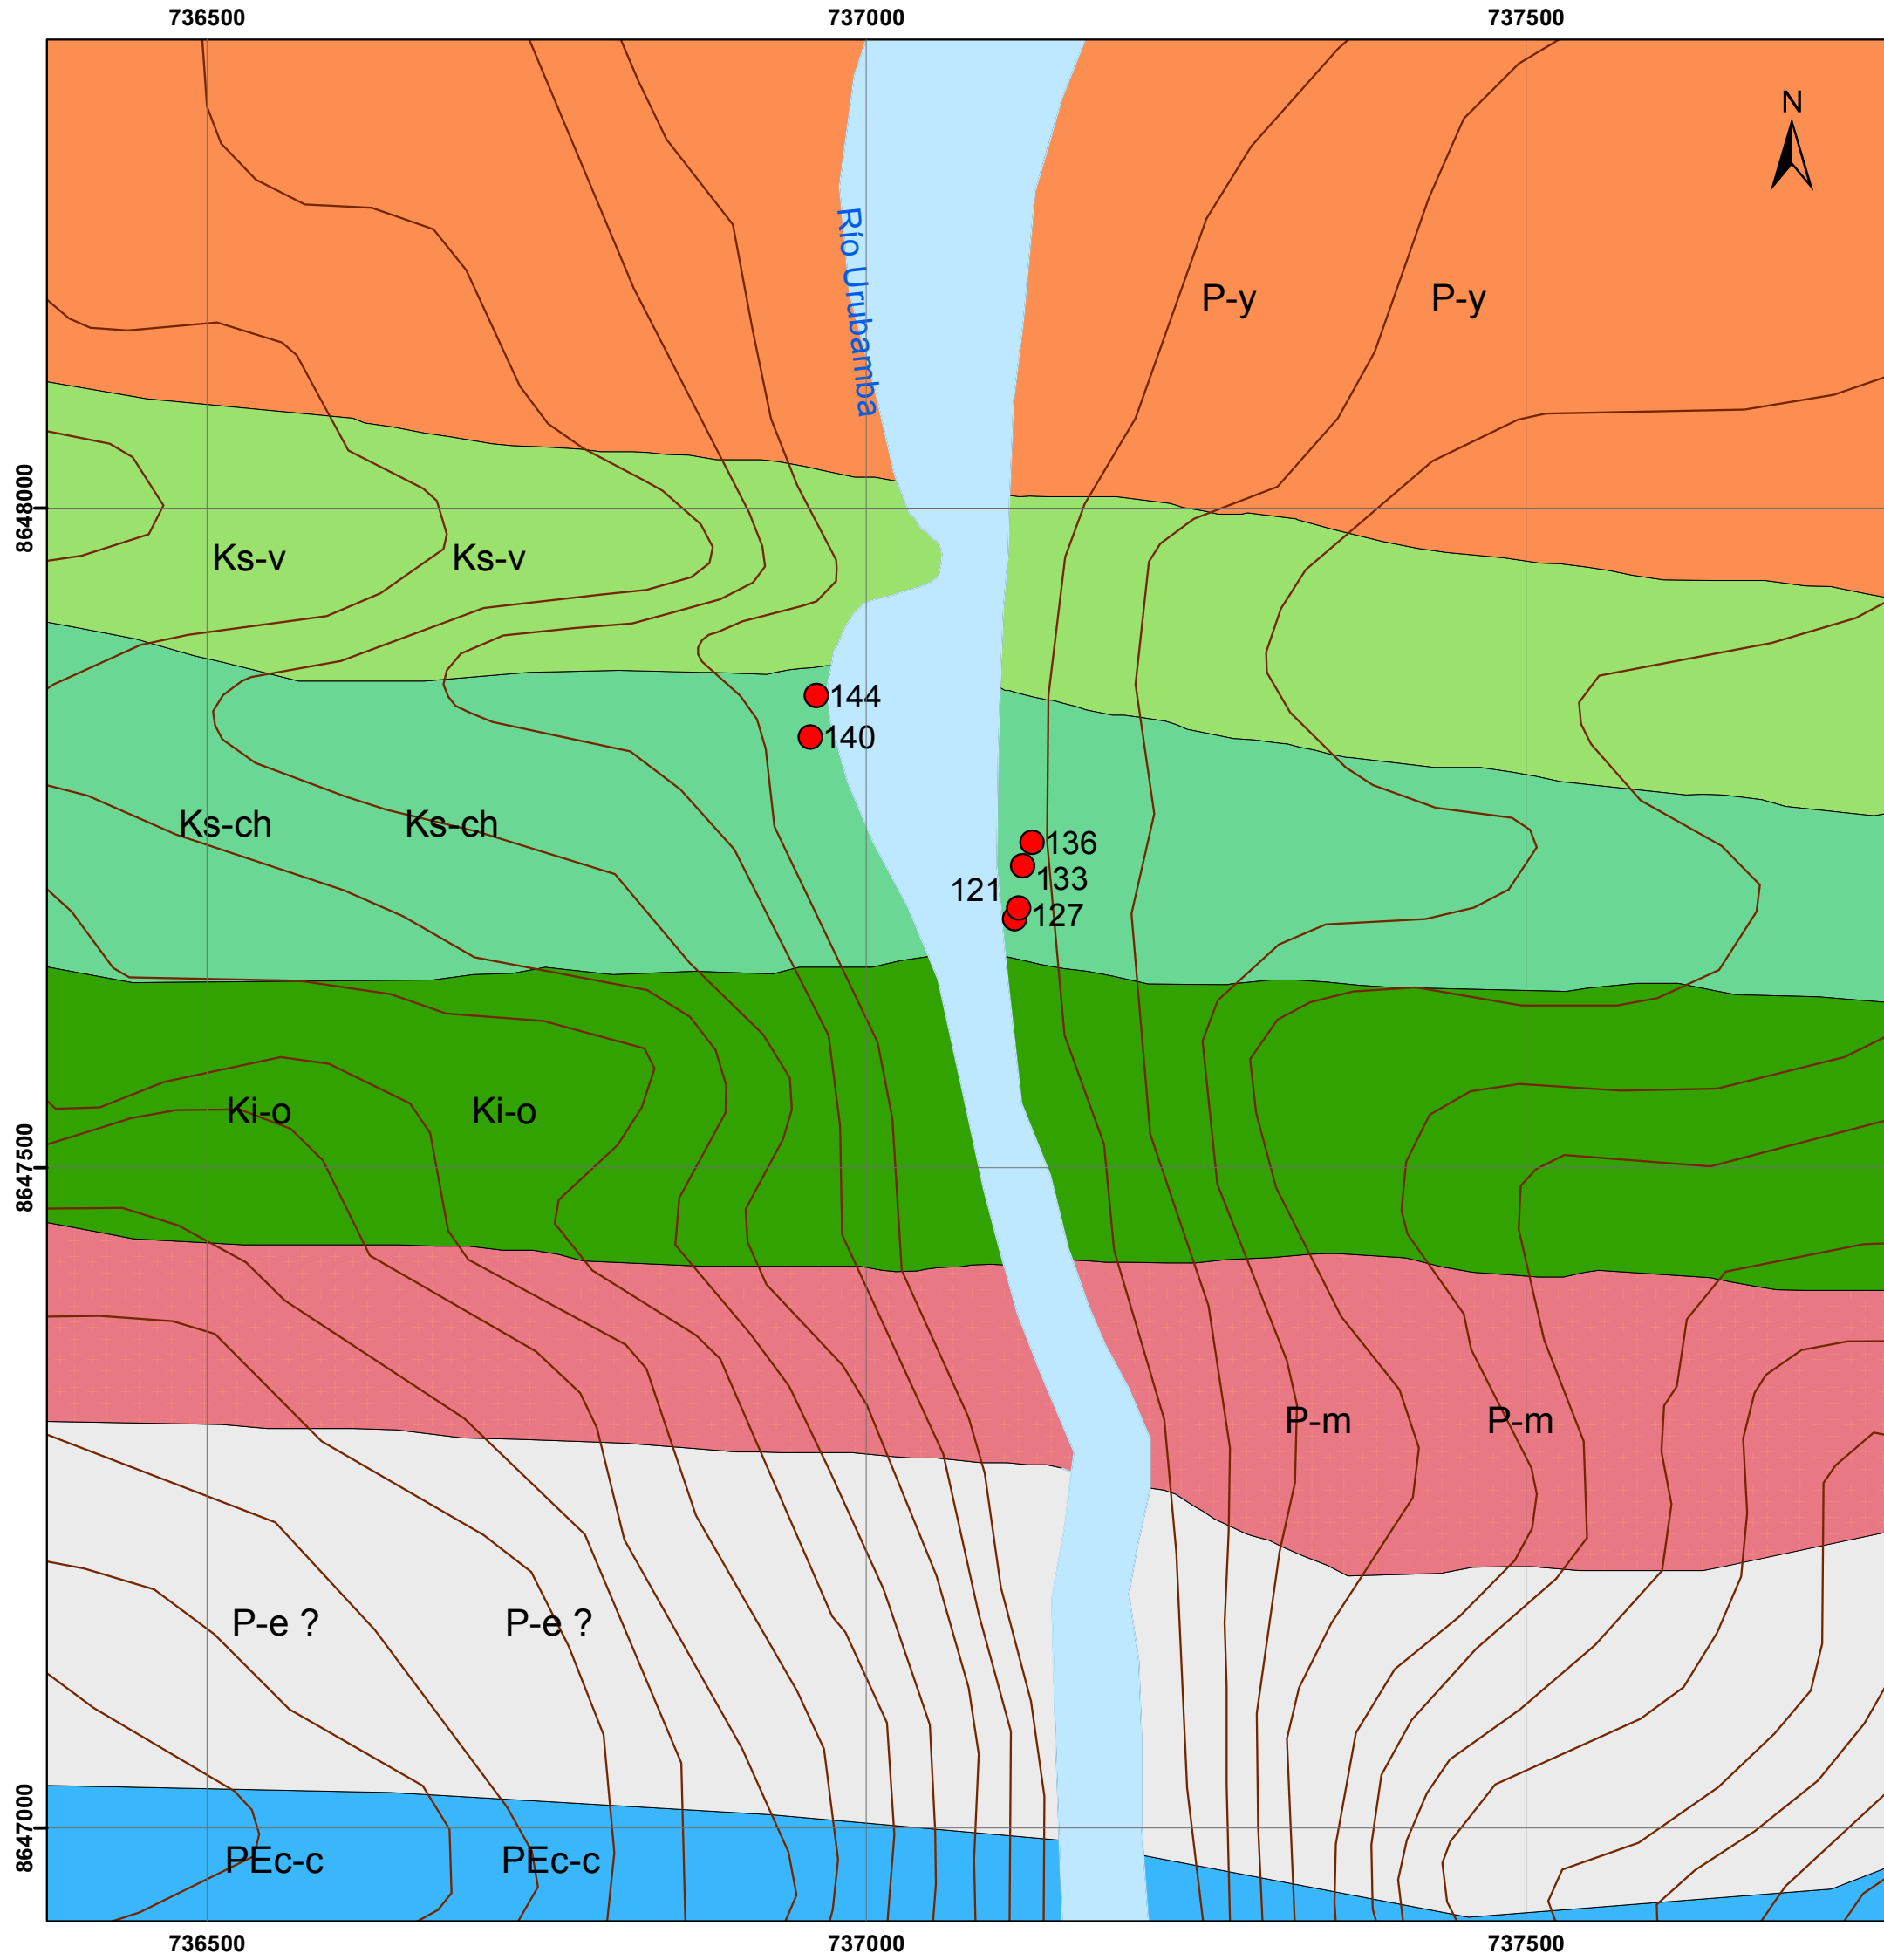 736500 737000 737500
N
Río Urubamba
P-y P-y
8648000
Ks-v Ks-v
144
140
Ks-ch Ks-ch
136
133
121
127
Ki-o Ki-o
8647500
P-m P-m
P-e ? P-e ?
8647000
PEc-c PEc-c
736500 737000 737500